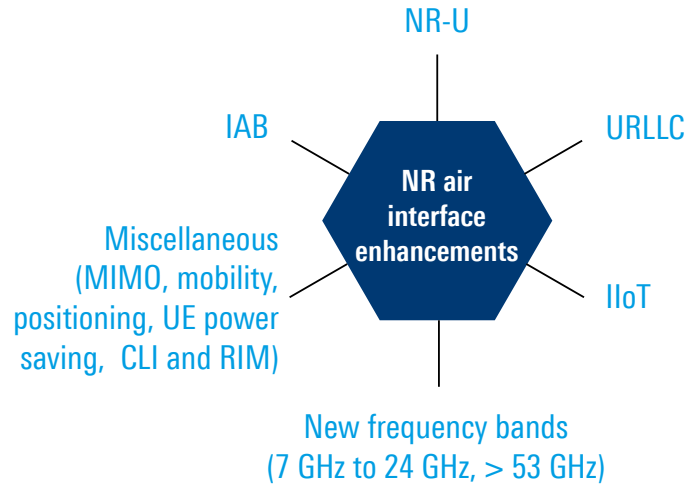 NR-U
IAB
URLLC
NR air
interface
enhancements
Miscellaneous
(MIMO, mobility,
positioning, UE power
saving, CLI and RIM)
IIoT
New frequency bands
(7 GHz to 24 GHz, > 53 GHz)